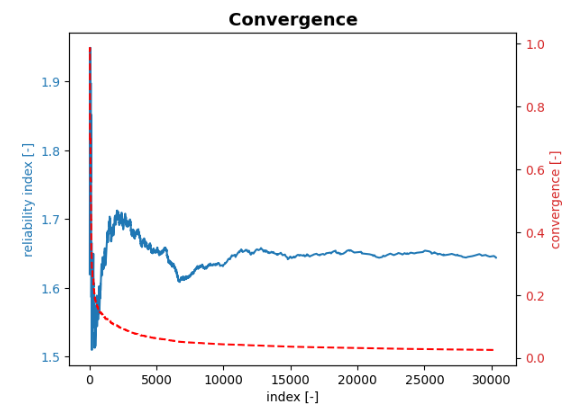 Convergence
reliability index [-]
1.9
1.8
1.7
1.6
1.5
1.0
0.8
0.6
0.4
0.2
0.0
convergence [-]
0 5000 10000 15000 20000 25000 30000
index [-]